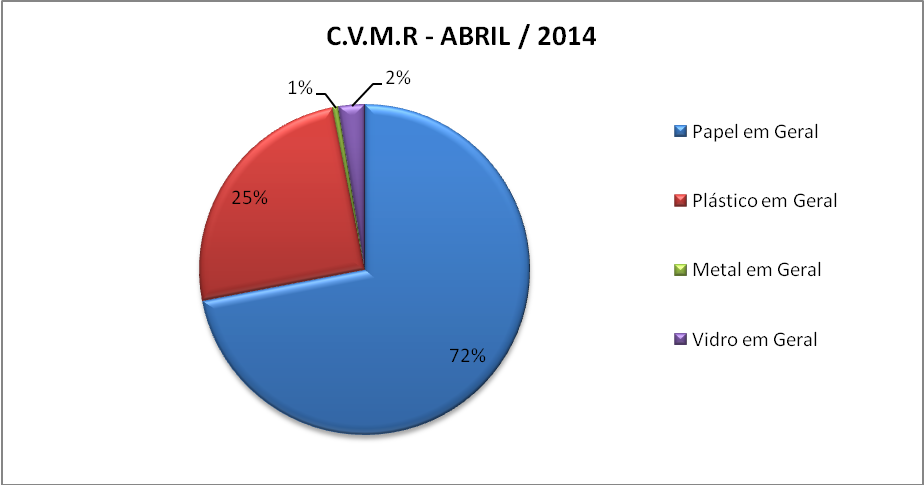 C.V.M.R - ABRIL / 2014
1%
2%
25%
72%
Papel em Geral
Plástico em Geral
Metal em Geral
Vidro em Geral